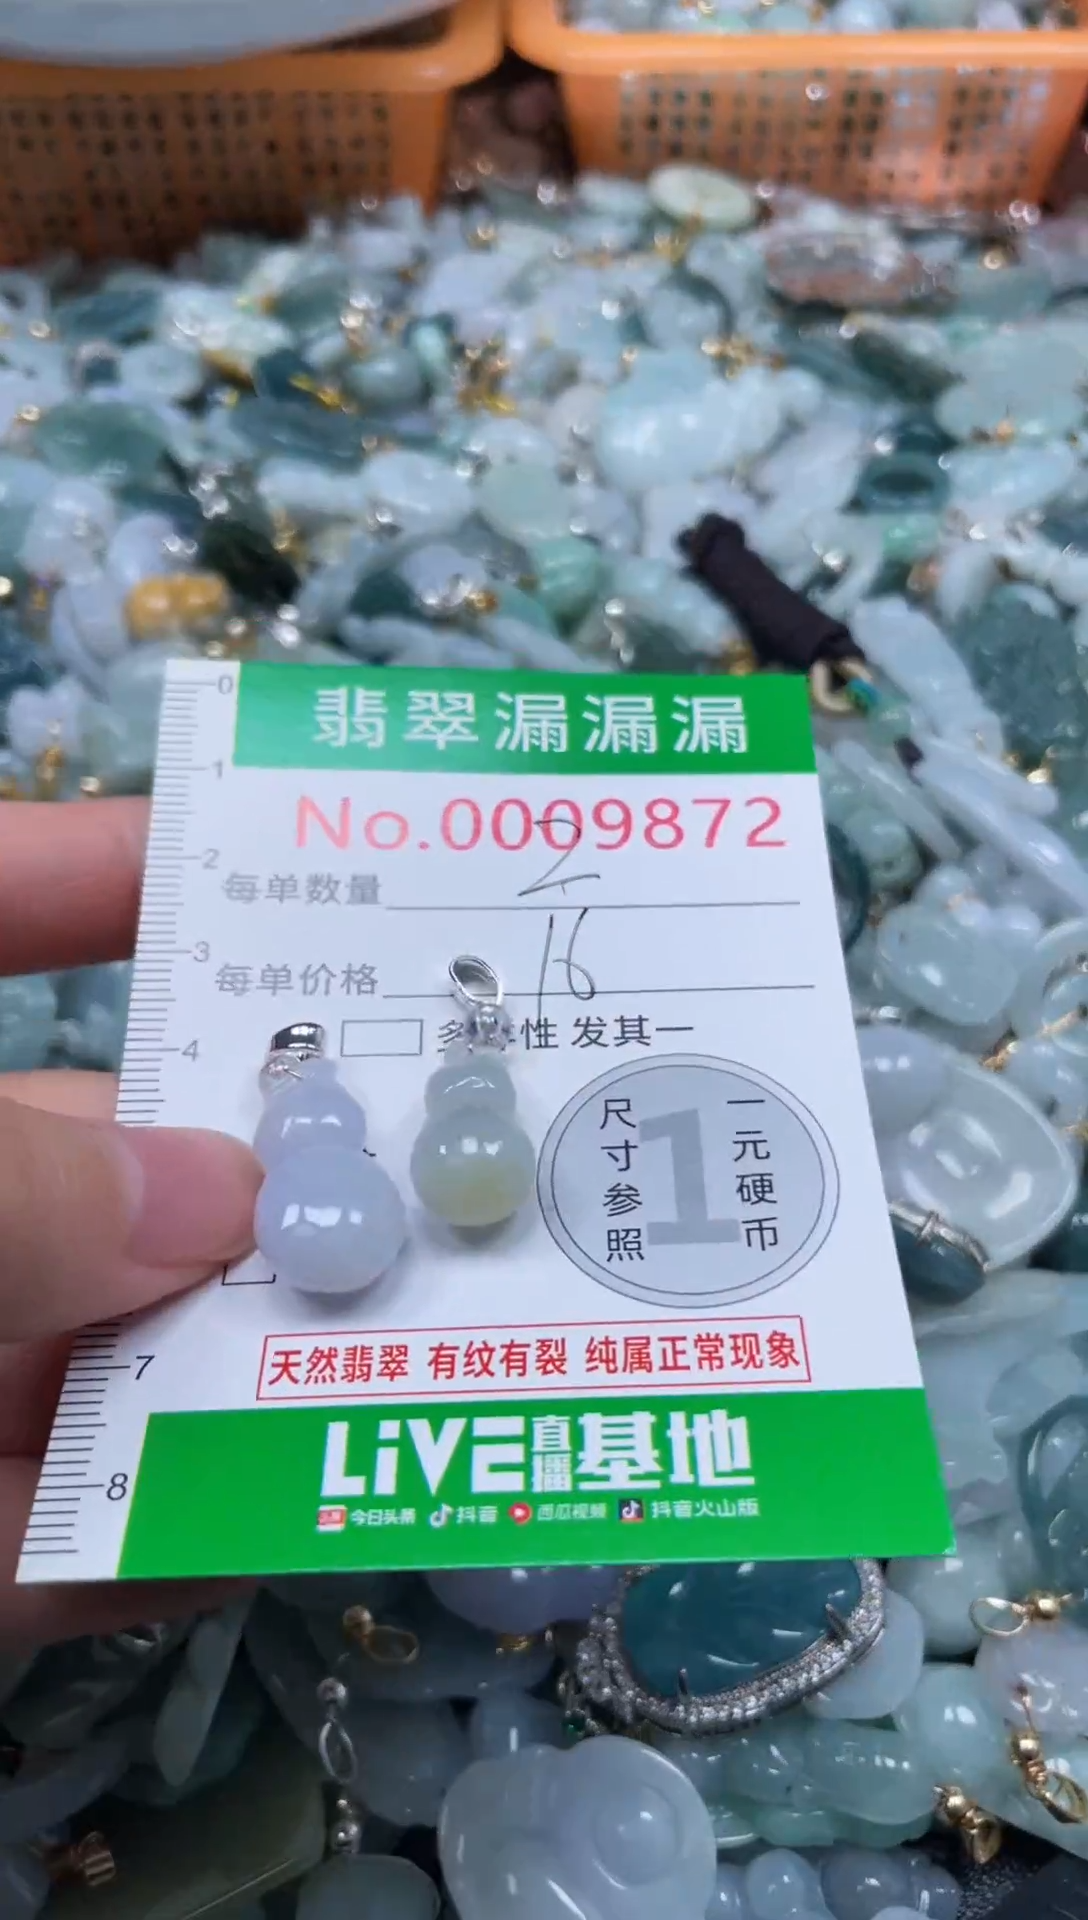 0
翡翠漏漏漏
1
No.0009872
2
每单数量 2
3
每单价格 16
4
多样性 发其一
尺寸参照
1
一元硬币
7
天然翡翠 有纹有裂 纯属正常现象
8
LiVE直播基地
今日头条 抖音 西瓜视频 抖音火山版